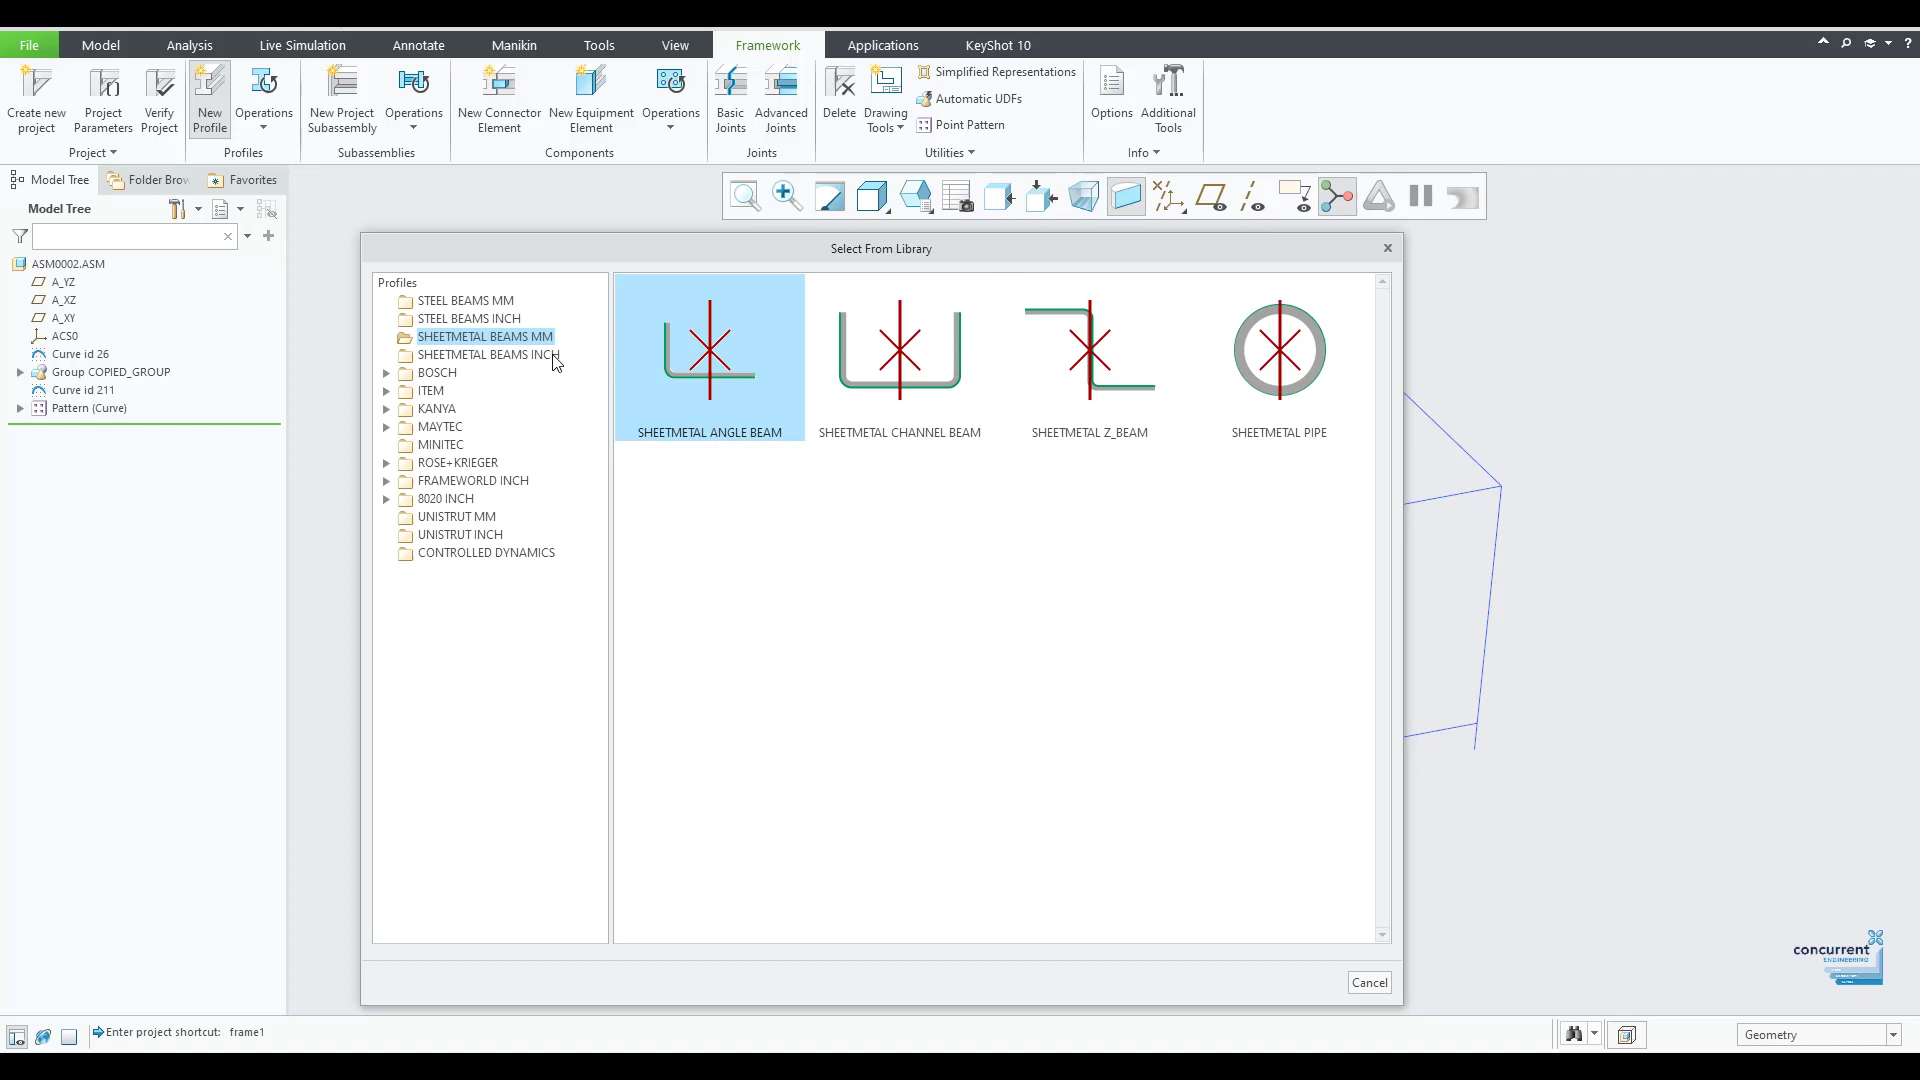 File
Model
Analysis
Live Simulation
Annotate
Manikin
Tools
View
Framework
Applications
KeyShot 10
Create new project
Project Parameters
Verify Project
New Profile
Operations
New Project Subassembly
Operations
New Connector Element
New Equipment Element
Operations
Basic Joints
Advanced Joints
Delete
Drawing Tools
Simplified Representations
Automatic UDFs
Point Pattern
Options
Additional Tools
Project
Profiles
Subassemblies
Components
Joints
Utilities
Info
Model Tree
Folder Brow
Favorites
Model Tree
ASM0002.ASM
A_YZ
A_XZ
A_XY
ACS0
Curve id 26
Group COPIED_GROUP
Curve id 211
Pattern (Curve)
Select From Library
Profiles
STEEL BEAMS MM
STEEL BEAMS INCH
SHEETMETAL BEAMS MM
SHEETMETAL BEAMS INCH
BOSCH
ITEM
KANYA
MAYTEC
MINITEC
ROSE+KRIEGER
FRAMEWORLD INCH
8020 INCH
UNISTRUT MM
UNISTRUT INCH
CONTROLLED DYNAMICS
SHEETMETAL ANGLE BEAM
SHEETMETAL CHANNEL BEAM
SHEETMETAL Z_BEAM
SHEETMETAL PIPE
Cancel
concurrent
ENGINEERING
Enter project shortcut: frame1
Geometry